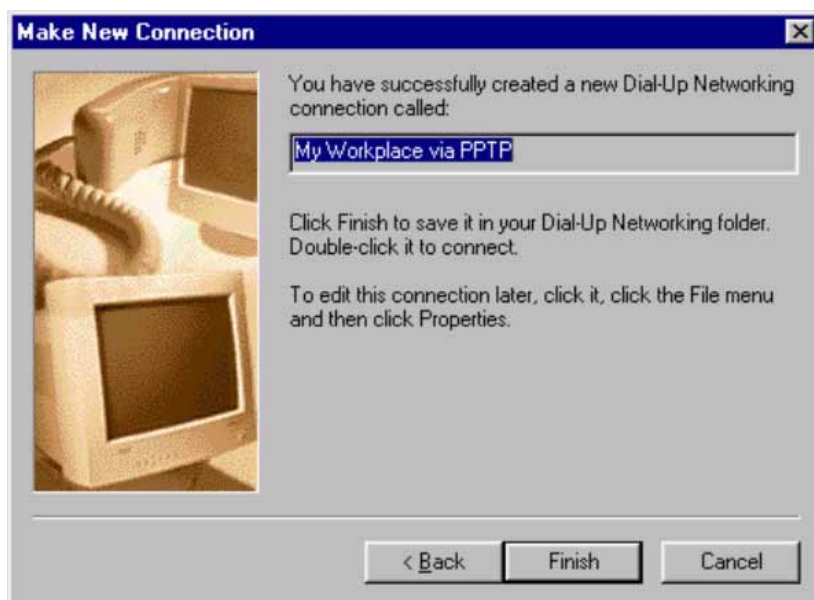 Make New Connection
You have successfully created a new Dial-Up Networking
connection called:
My Workplace via PPTP
Click Finish to save it in your Dial-Up Networking folder.
Double-click it to connect.
To edit this connection later, click it, click the File menu
and then click Properties.
< Back
Finish
Cancel